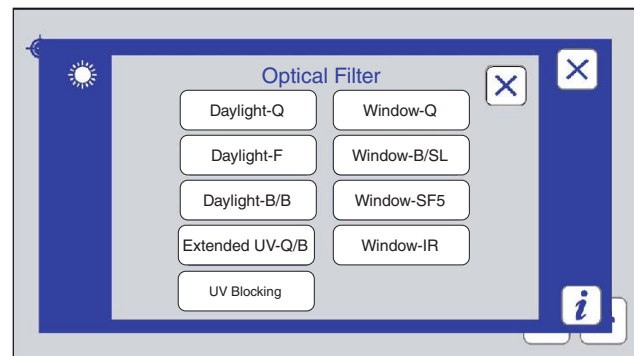 Optical Filter
Daylight-Q
Window-Q
Daylight-F
Window-B/SL
Daylight-B/B
Window-SF5
Extended UV-Q/B
Window-IR
UV Blocking
i